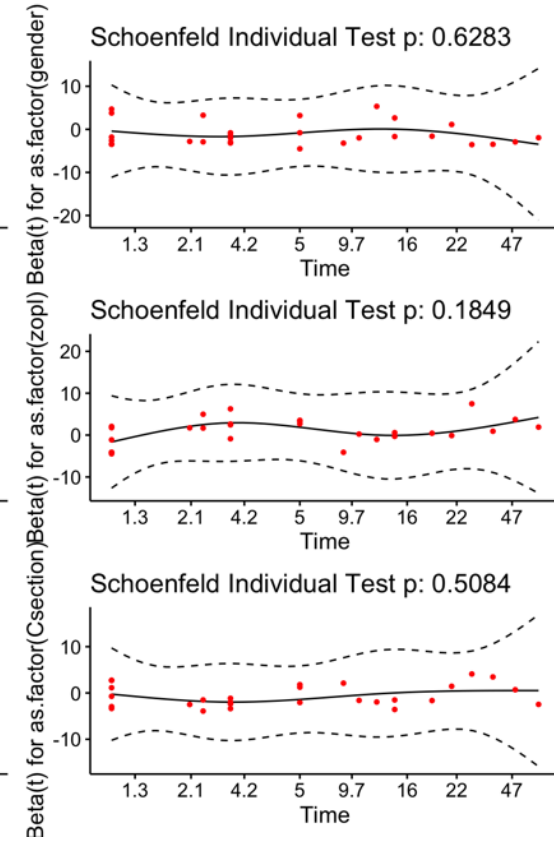 Schoenfeld Individual Test p: 0.6283
Beta(t) for as.factor(gender)
10
0
-10
-20
1.3 2.1 4.2 5 9.7 16 22 47
Time
Schoenfeld Individual Test p: 0.1849
Beta(t) for as.factor(zopl)
20
10
0
-10
1.3 2.1 4.2 5 9.7 16 22 47
Time
Schoenfeld Individual Test p: 0.5084
Beta(t) for as.factor(Csection)
10
0
-10
1.3 2.1 4.2 5 9.7 16 22 47
Time